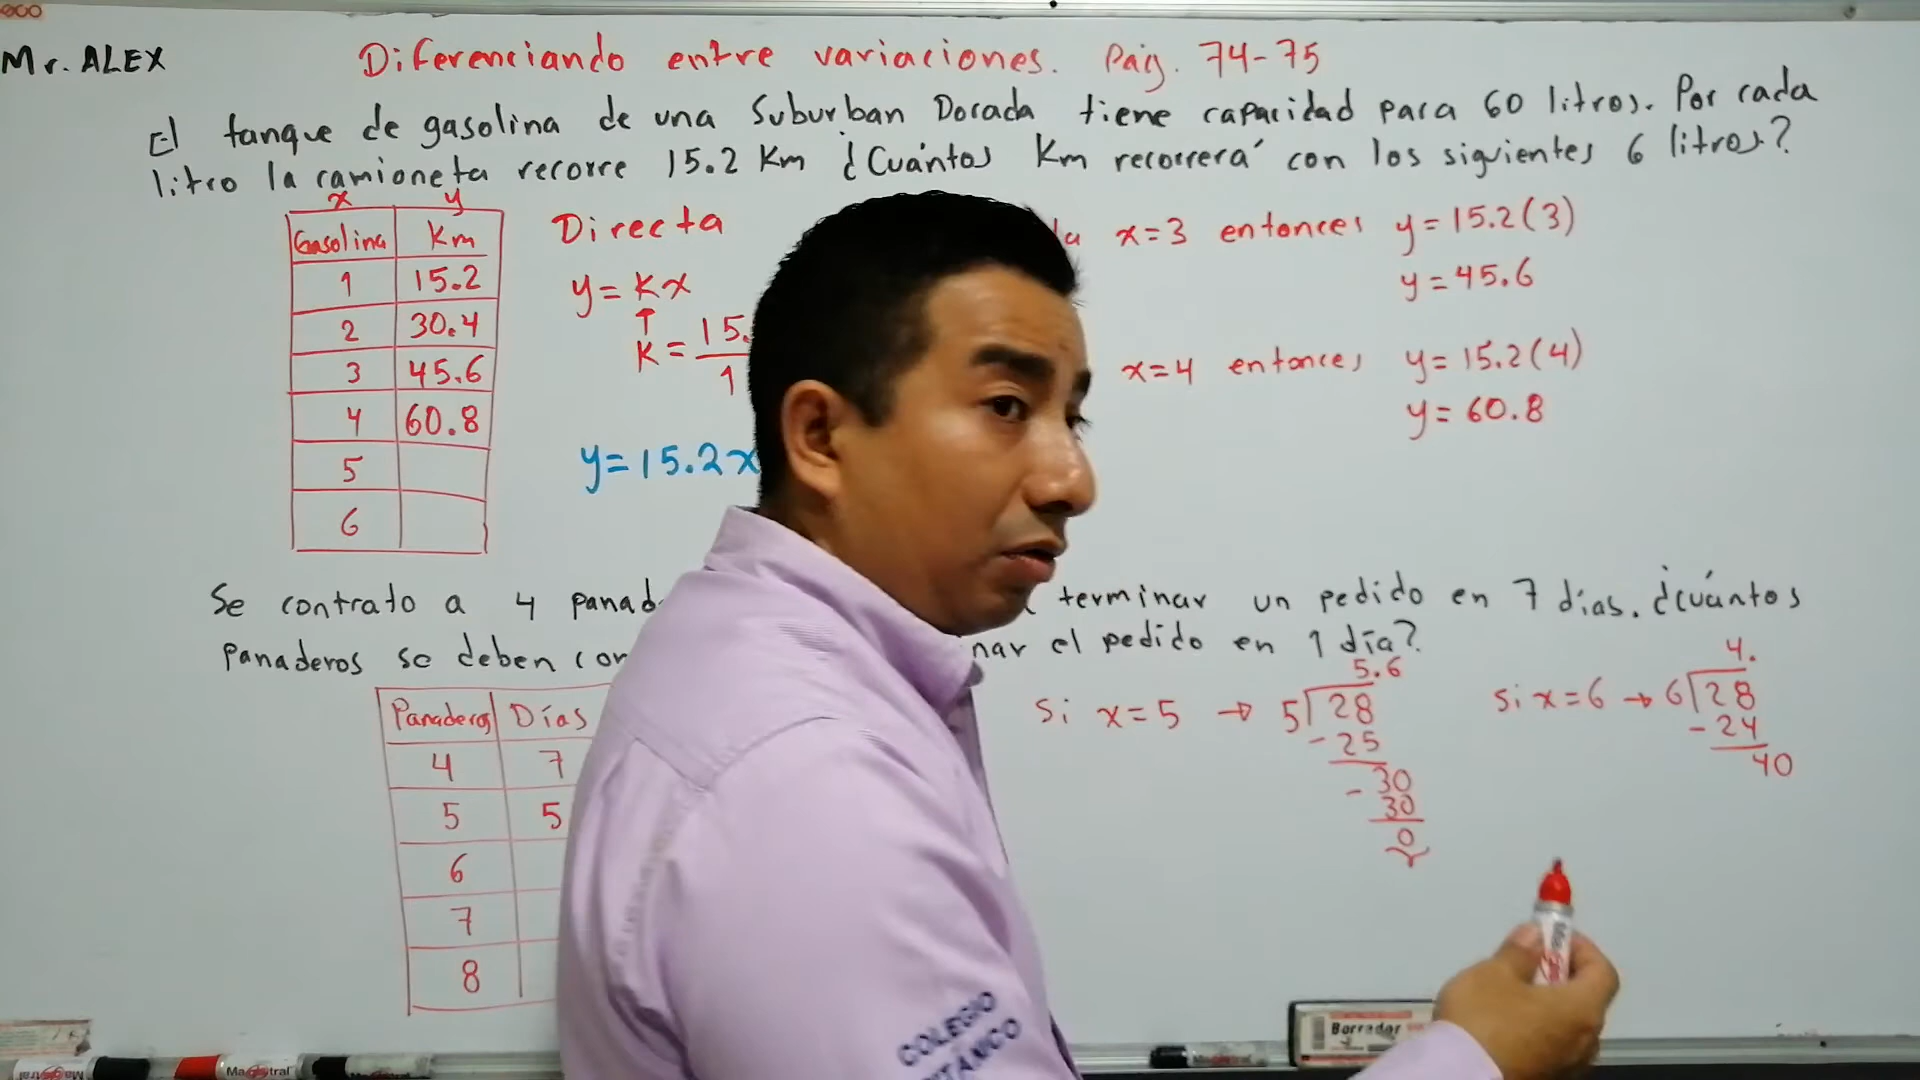 Mr. ALEX
Diferenciando entre variaciones. Pág. 74-75
El tanque de gasolina de una Suburban Dorada tiene capacidad para 60 litros. Por cada
litro la camioneta recorre 15.2 Km ¿Cuántos Km recorrerá con los siguientes 6 litros?
x y
Gasolina Km
1 15.2
2 30.4
3 45.6
4 60.8
5
6
Directa
y = Kx
↑
K = 15.
1
y=15.2x
x=3 entonces y=15.2(3)
y=45.6
x=4 entonces y=15.2(4)
y=60.8
Se contrato a 4 terminar un pedido en 7 días. ¿cuántos
Panaderos se deben el pedido en 1 día?
Panaderos Días
4 7
5 5
6
7
8
Si x=5 → 5.6
5 28
-25
-30
30
0
si x=6 → 4.
6 28
-24
40
COLEGIO
Borrador
Magistral